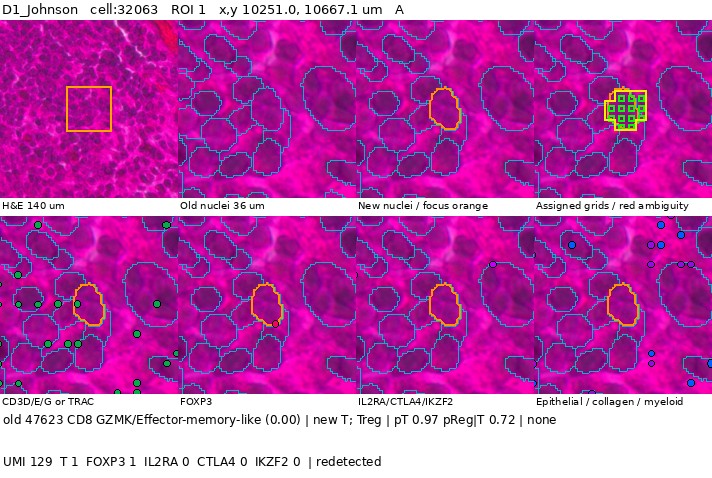 D1_Johnson cell:32063 ROI 1 x,y 10251.0, 10667.1 um A
H&E 140 um
Old nuclei 36 um
New nuclei / focus orange
Assigned grids / red ambiguity
CD3D/E/G or TRAC
FOXP3
IL2RA/CTLA4/IKZF2
Epithelial / collagen / myeloid
old 47623 CD8 GZMK/Effector-memory-like (0.00) | new T; Treg | pT 0.97 pReg|T 0.72 | none
UMI 129 T 1 FOXP3 1 IL2RA 0 CTLA4 0 IKZF2 0 | redetected